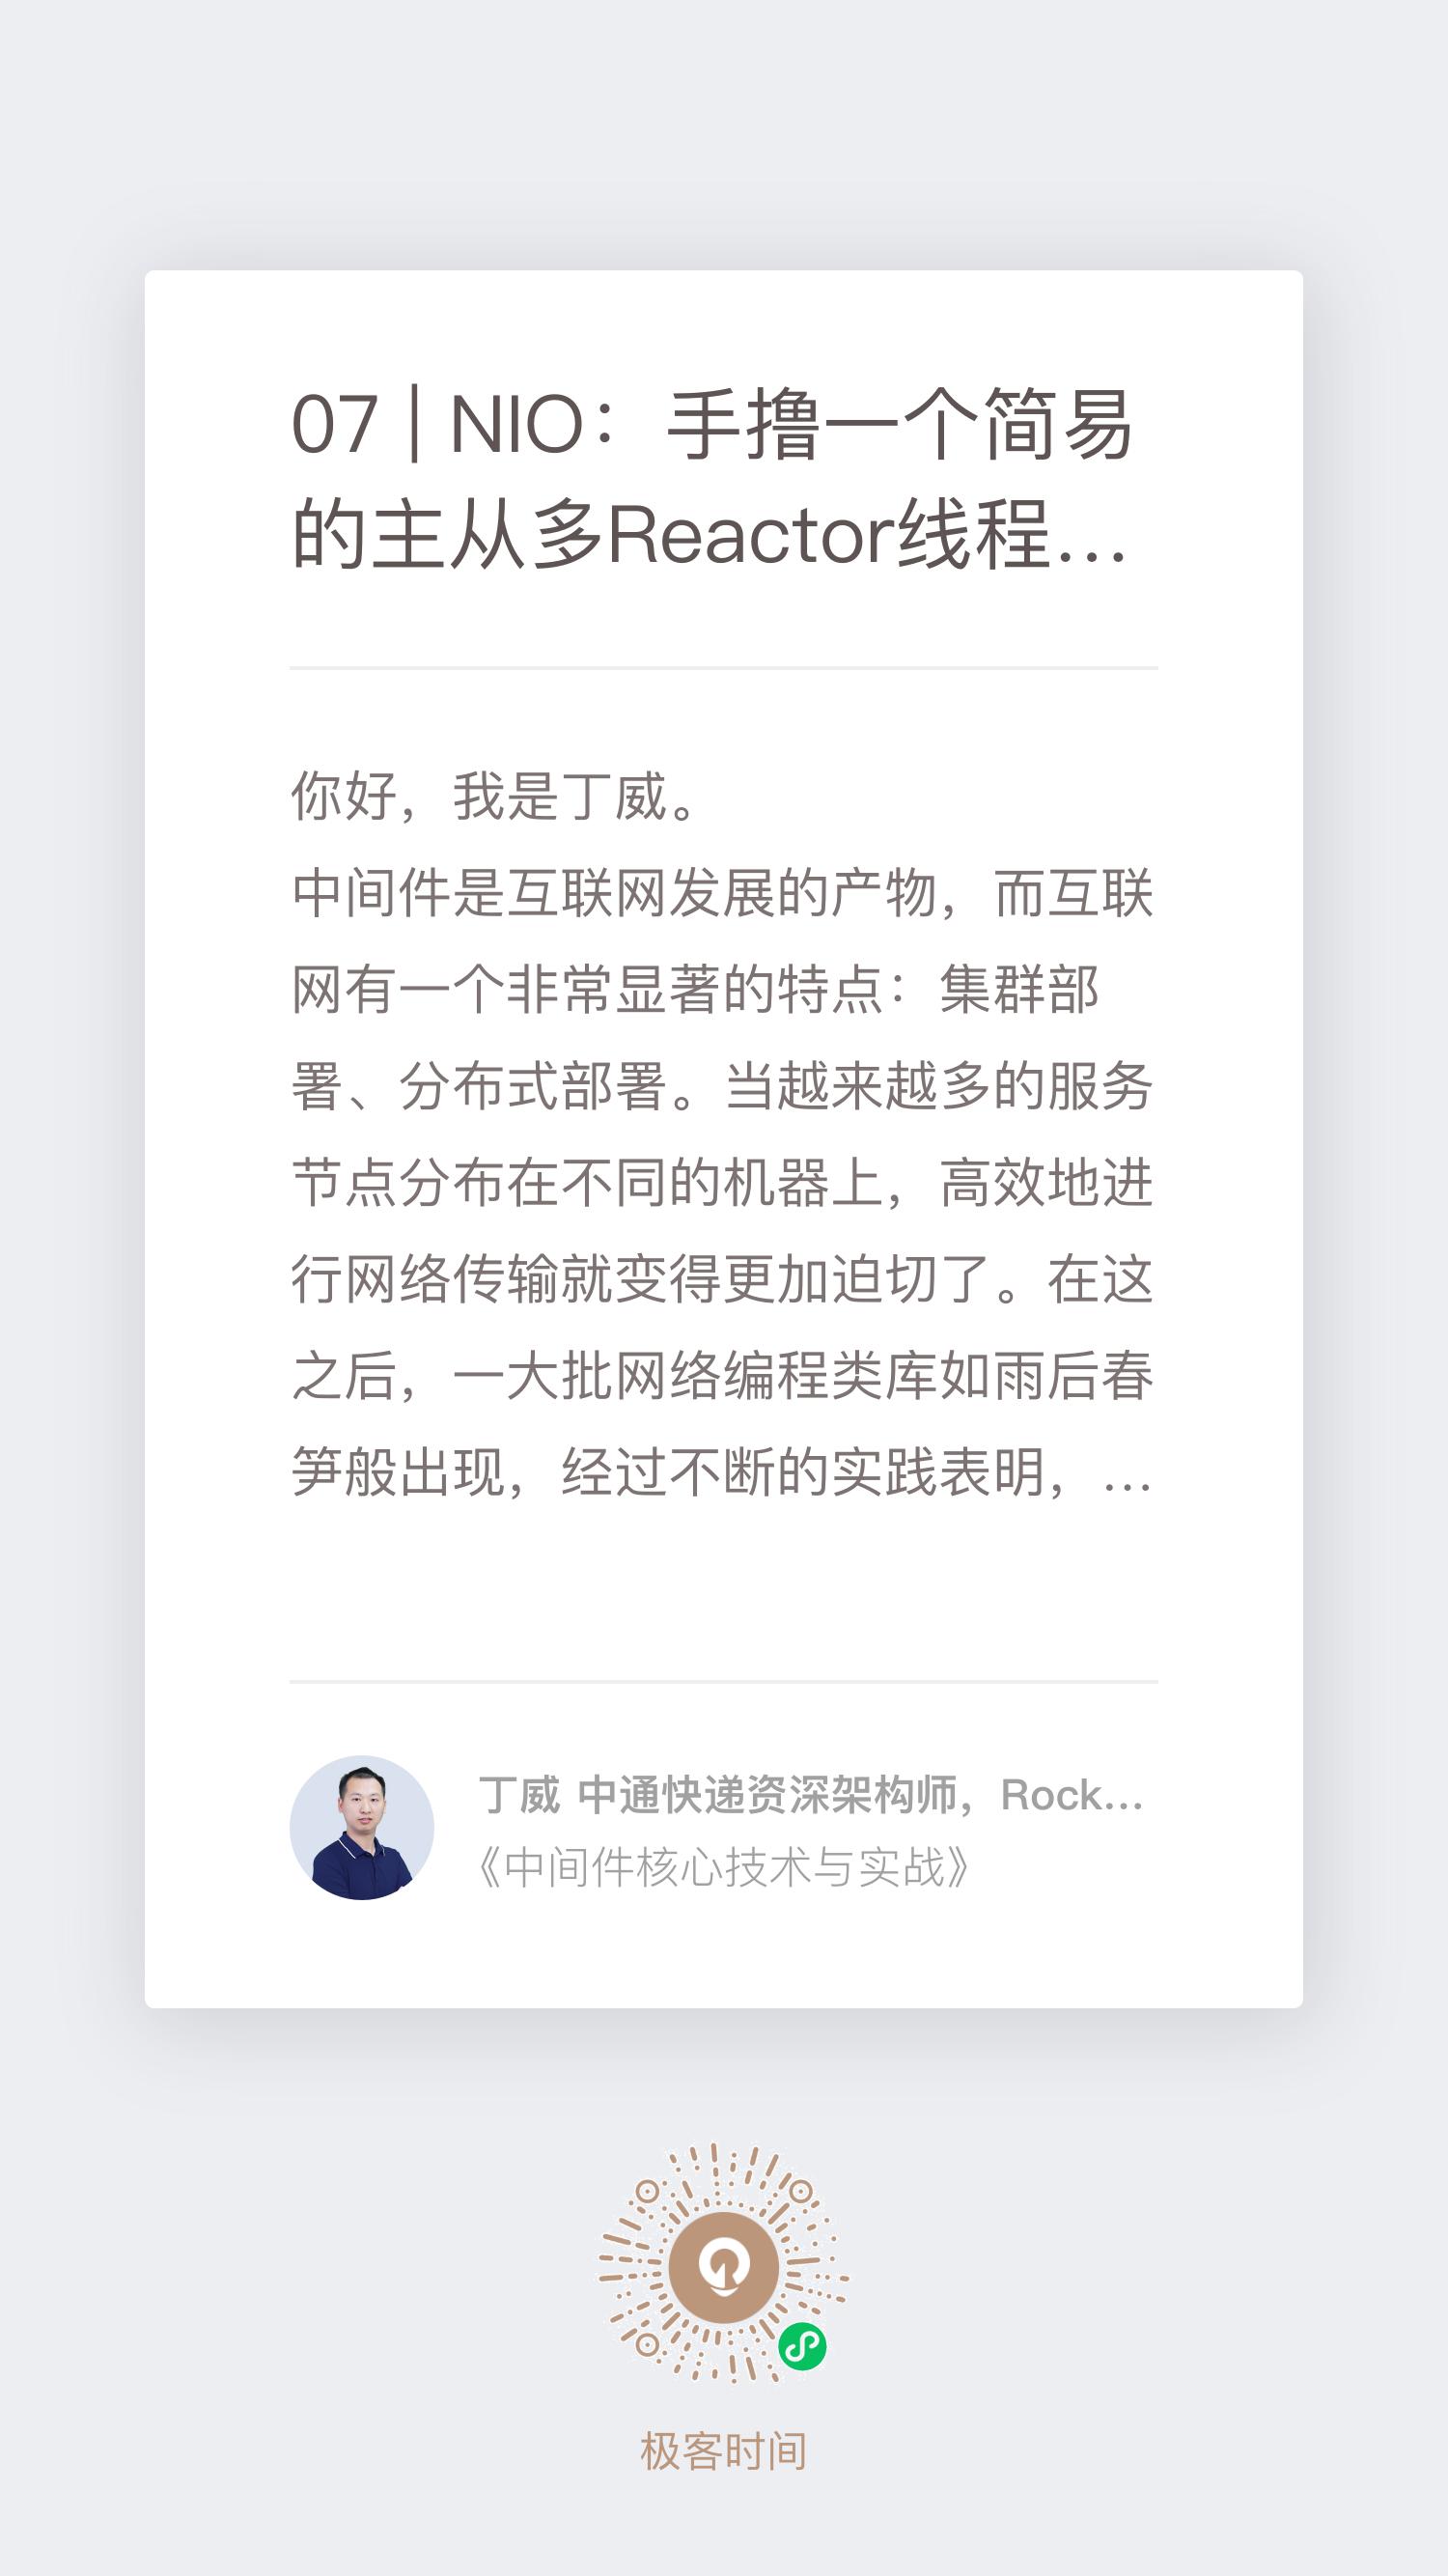 07 | NIO：手撸一个简易
的主从多Reactor线程...
你好，我是丁威。
中间件是互联网发展的产物，而互联
网有一个非常显著的特点：集群部
署、分布式部署。当越来越多的服务
节点分布在不同的机器上，高效地进
行网络传输就变得更加迫切了。在这
之后，一大批网络编程类库如雨后春
笋般出现，经过不断的实践表明，...
丁威 中通快递资深架构师，Rock...
《中间件核心技术与实战》
极客时间